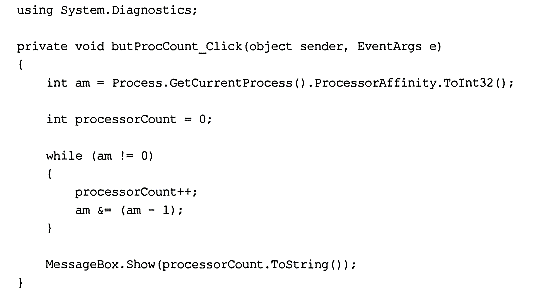 using System.Diagnostics;
private void butProcCount_Click(object sender, EventArgs e)
{
int am = Process.GetCurrentProcess().ProcessorAffinity.ToInt32();
int processorCount = 0;
while (am != 0)
{
processorCount++;
am &= (am - 1);
}
MessageBox.Show(processorCount.ToString());
}